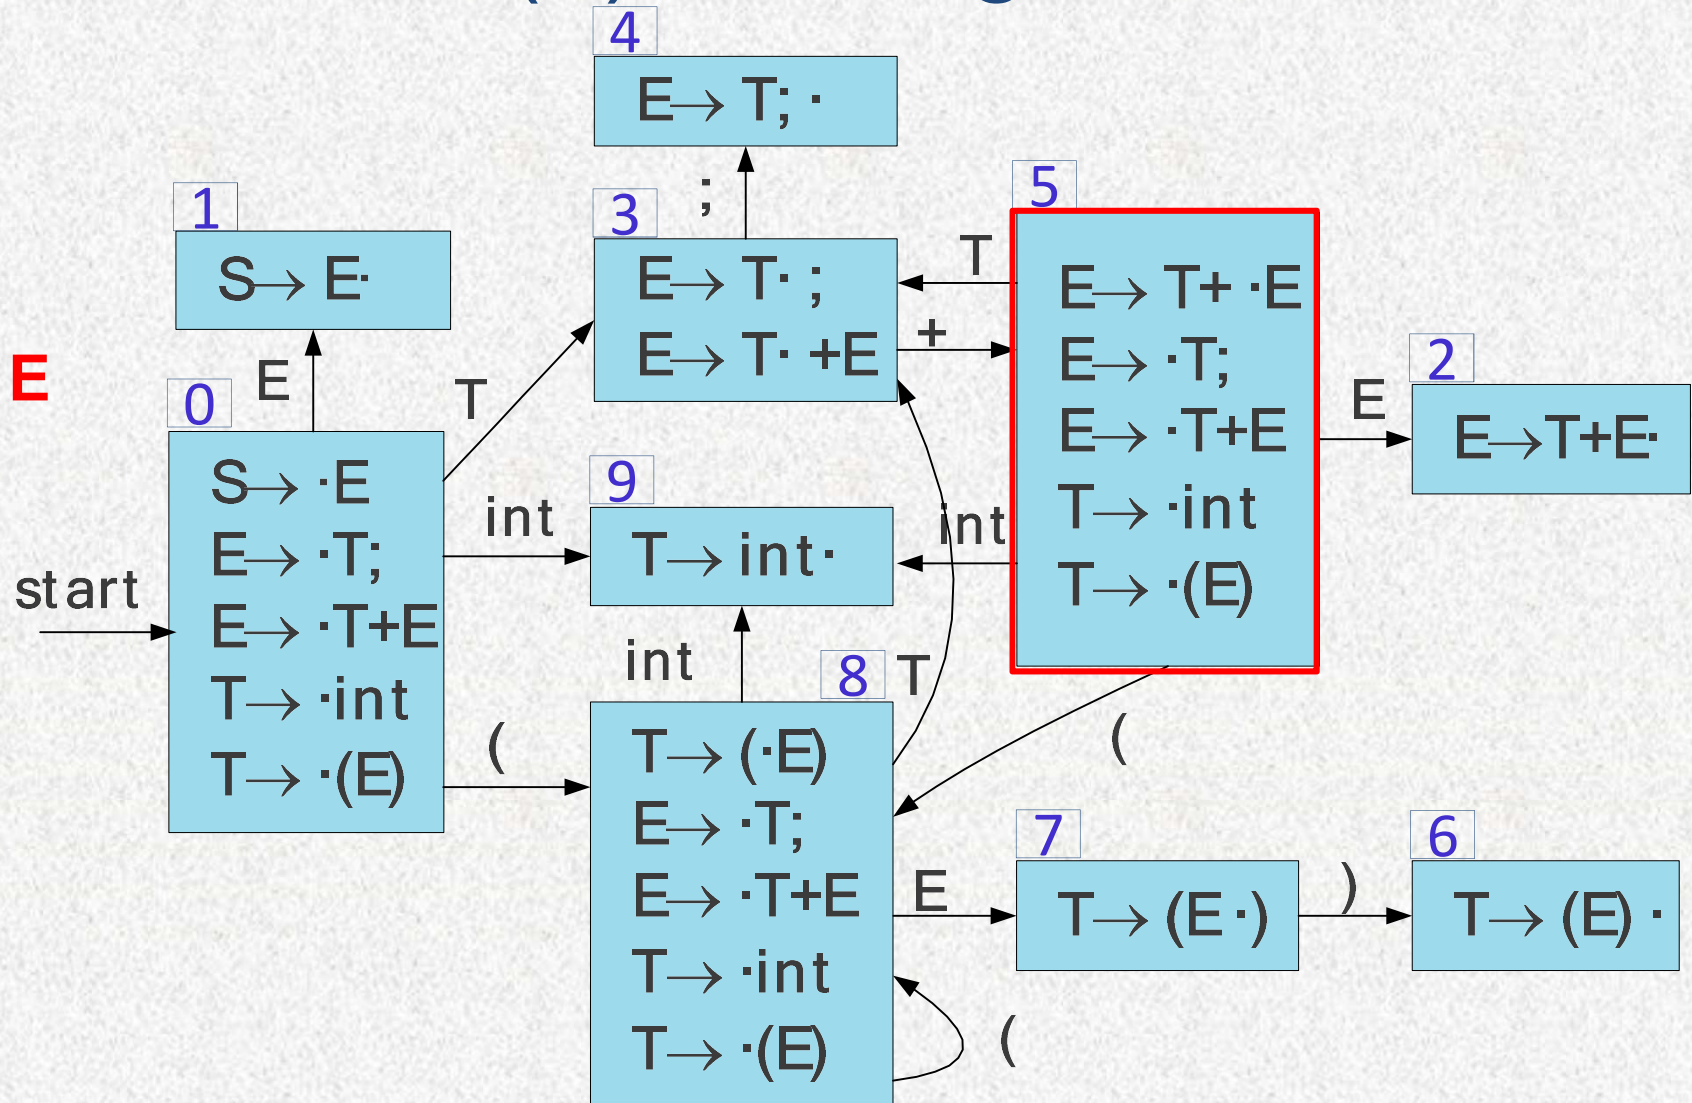 4
E→ T; ·
;
1
S→ E·
3
E→ T· ;
E→ T· +E
5
E→ T+ ·E
E→ ·T;
E→ ·T+E
T→ ·int
T→ ·(E)
T
+
E
E
T
0
S→ ·E
E→ ·T;
E→ ·T+E
T→ ·int
T→ ·(E)
start
int
9
T→ int·
int
E
2
E→T+E·
int
(
8
T
T→ (·E)
E→ ·T;
E→ ·T+E
T→ ·int
T→ ·(E)
(
E
7
T→ (E·)
)
6
T→ (E) ·
(